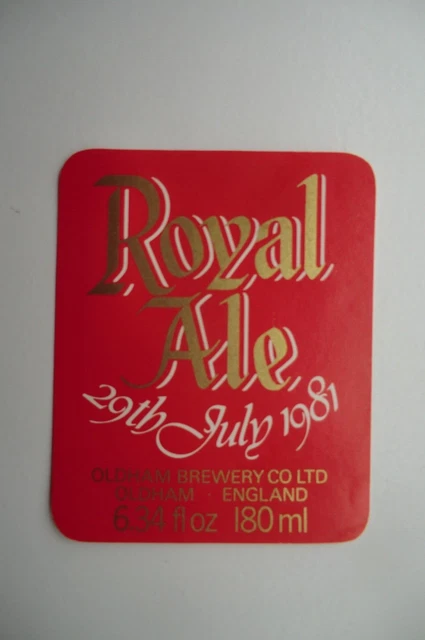 Royal
Ale
29th July 1981
OLDHAM BREWERY CO LTD
OLDHAM · ENGLAND
6.34 fl oz 180 ml